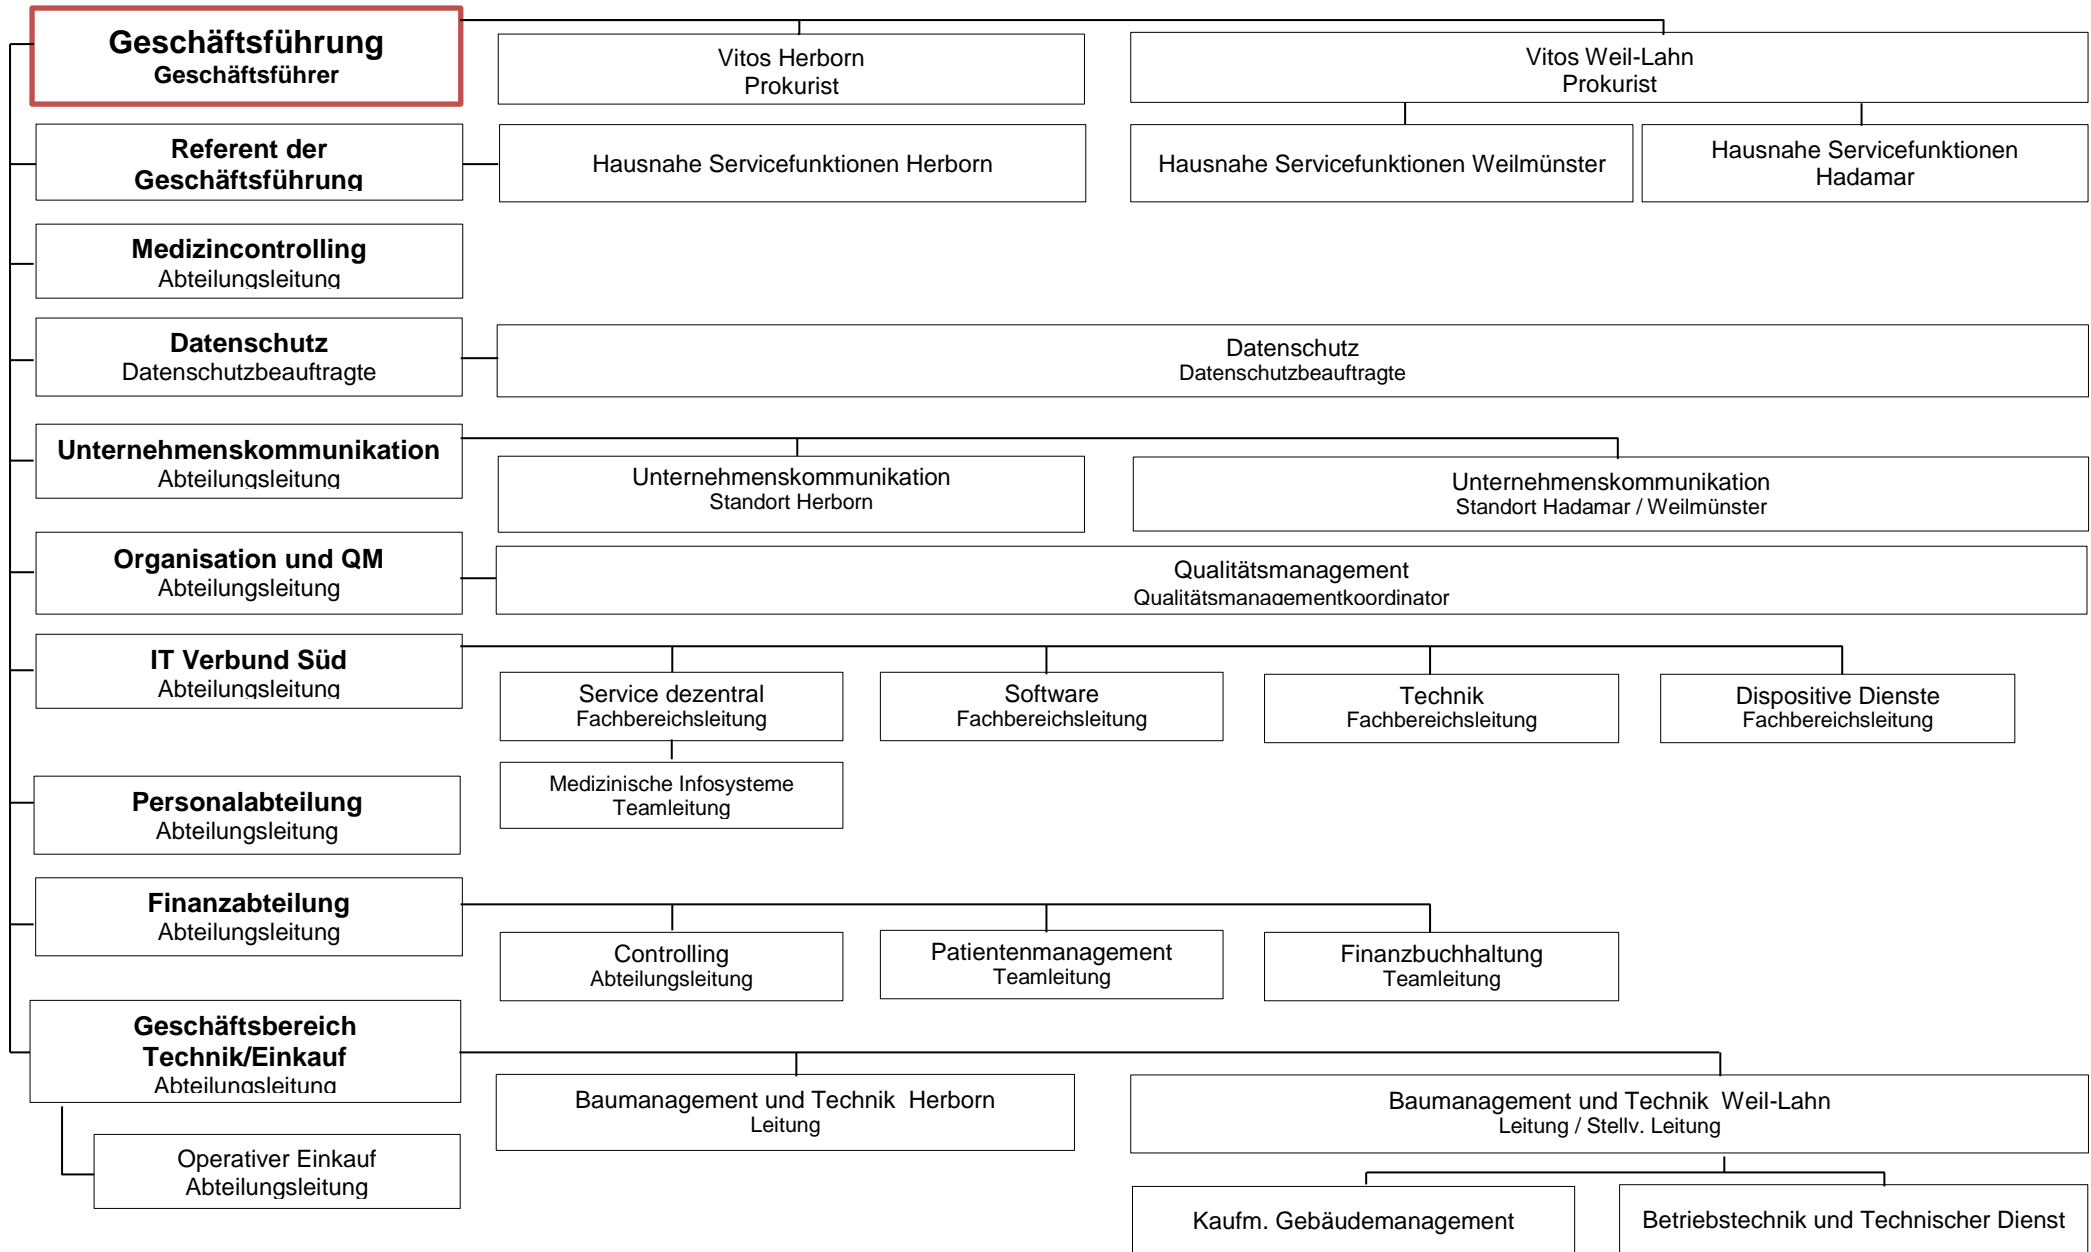 Geschäftsführung
Geschäftsführer
Vitos Herborn
Prokurist
Vitos Weil-Lahn
Prokurist
Referent der
Geschäftsführung
Hausnahe Servicefunktionen Herborn
Hausnahe Servicefunktionen Weilmünster
Hausnahe Servicefunktionen
Hadamar
Medizincontrolling
Abteilungsleitung
Datenschutz
Datenschutzbeauftragte
Datenschutz
Datenschutzbeauftragte
Unternehmenskommunikation
Abteilungsleitung
Unternehmenskommunikation
Standort Herborn
Unternehmenskommunikation
Standort Hadamar / Weilmünster
Organisation und QM
Abteilungsleitung
Qualitätsmanagement
Qualitätsmanagementkoordinator
IT Verbund Süd
Abteilungsleitung
Service dezentral
Fachbereichsleitung
Software
Fachbereichsleitung
Technik
Fachbereichsleitung
Dispositive Dienste
Fachbereichsleitung
Medizinische Infosysteme
Teamleitung
Personalabteilung
Abteilungsleitung
Finanzabteilung
Abteilungsleitung
Controlling
Abteilungsleitung
Patientenmanagement
Teamleitung
Finanzbuchhaltung
Teamleitung
Geschäftsbereich
Technik/Einkauf
Abteilungsleitung
Baumanagement und Technik  Herborn
Leitung
Baumanagement und Technik  Weil-Lahn
Leitung / Stellv. Leitung
Operativer Einkauf
Abteilungsleitung
Kaufm. Gebäudemanagement
Betriebstechnik und Technischer Dienst